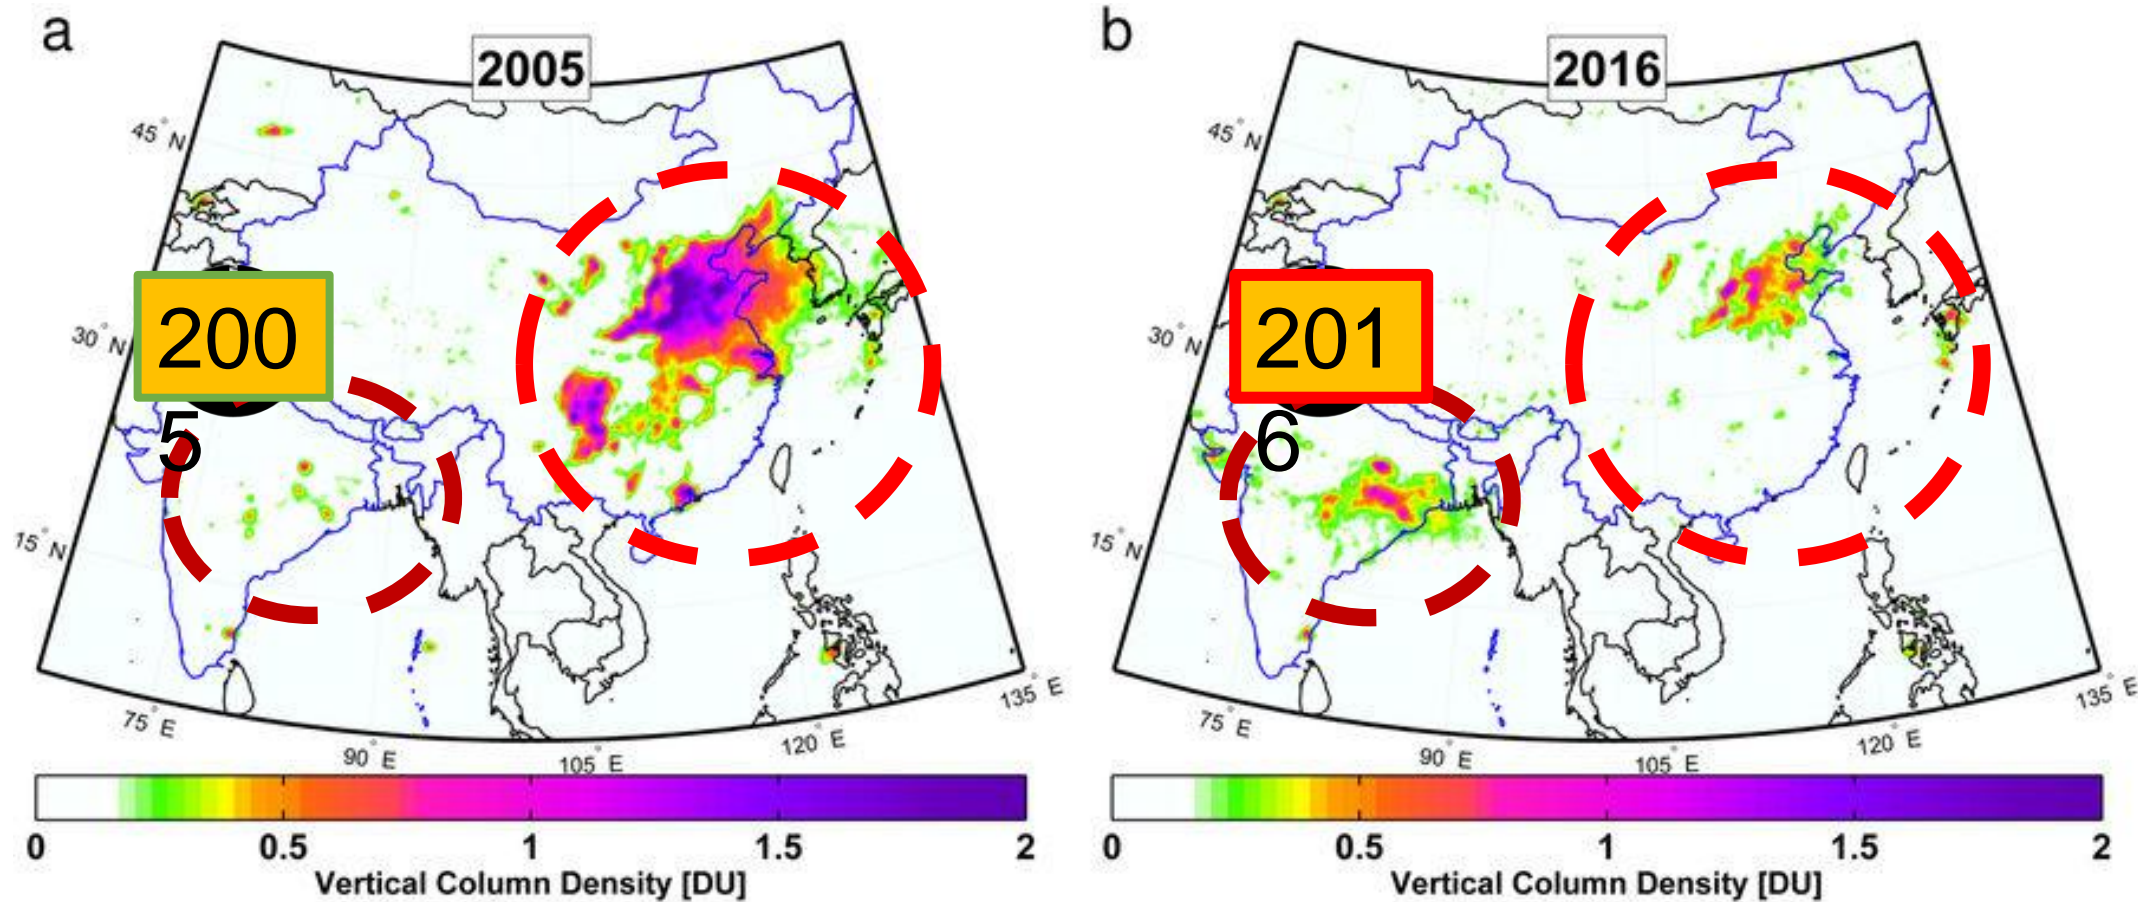 a
2005
45° N
30° N
15° N
200
5
75° E
90° E
105° E
120° E
135° E
0 0.5 1 1.5 2
Vertical Column Density [DU]
b
2016
45° N
30° N
15° N
201
6
75° E
90° E
105° E
120° E
135° E
0 0.5 1 1.5 2
Vertical Column Density [DU]